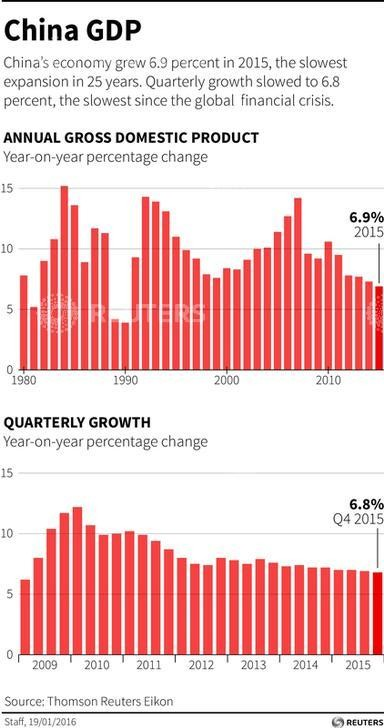 China GDP
China's economy grew 6.9 percent in 2015, the slowest
expansion in 25 years. Quarterly growth slowed to 6.8
percent, the slowest since the global financial crisis.
ANNUAL GROSS DOMESTIC PRODUCT
Year-on-year percentage change
15
6.9%
2015
10
5
REUTERS
0
1980 1990 2000 2010
QUARTERLY GROWTH
Year-on-year percentage change
15
6.8%
Q4 2015
10
5
0
2009 2010 2011 2012 2013 2014 2015
Source: Thomson Reuters Eikon
Staff, 19/01/2016 REUTERS